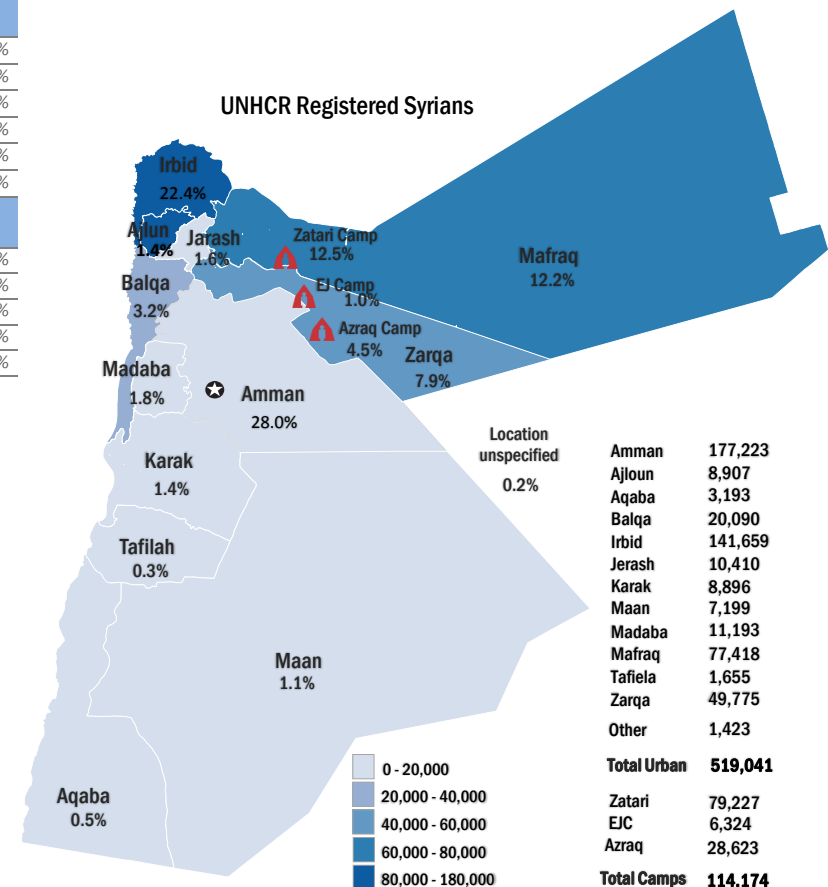 %
%
%
%
%
%
%
%
%
%
%
UNHCR Registered Syrians
Irbid
22.4%
Ajlun
1.4%
Jarash
1.6%
Zatari Camp
12.5%
Mafraq
12.2%
Balqa
3.2%
EJ Camp
1.0%
Azraq Camp
4.5%
Zarqa
7.9%
Madaba
1.8%
Amman
28.0%
Karak
1.4%
Location
unspecified
0.2%
Tafilah
0.3%
Maan
1.1%
Aqaba
0.5%
0 - 20,000
20,000 - 40,000
40,000 - 60,000
60,000 - 80,000
80,000 - 180,000
Amman 177,223
Ajloun 8,907
Aqaba 3,193
Balqa 20,090
Irbid 141,659
Jerash 10,410
Karak 8,896
Maan 7,199
Madaba 11,193
Mafraq 77,418
Tafiela 1,655
Zarqa 49,775
Other 1,423
Total Urban 519,041
Zatari 79,227
EJC 6,324
Azraq 28,623
Total Camps 114,174